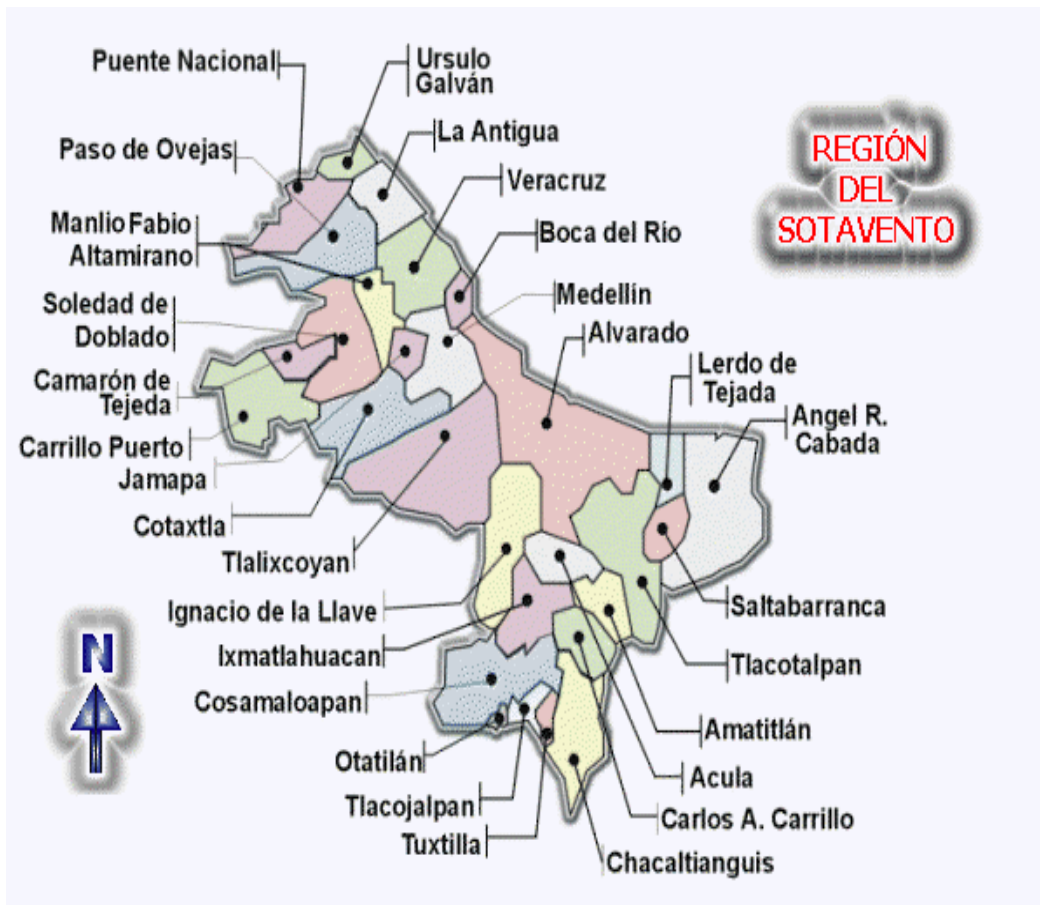 Puente Nacional
Ursulo
Galván
Paso de Ovejas
La Antigua
REGIÓN
DEL
SOTAVENTO
Manlio Fabio
Altamirano
Veracruz
Boca del Río
Soledad de
Doblado
Medellín
Alvarado
Camarón de
Tejeda
Lerdo de
Tejada
Carrillo Puerto
Angel R.
Cabada
Jamapa
Cotaxtla
Tlalixcoyan
Ignacio de la Llave
Saltabarranca
Ixmatlahuacan
Tlacotalpan
N
Cosamaloapan
Amatitlán
Otatilán
Acula
Tlacojalpan
Carlos A. Carrillo
Tuxtilla
Chacaltianguis